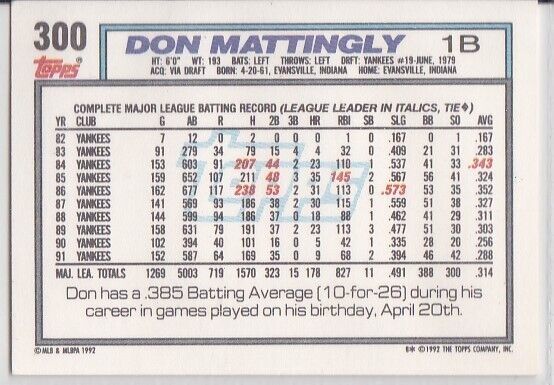 300
Topps
DON MATTINGLY 1B
HT: 6'0" WT: 193 BATS: LEFT THROWS: LEFT DRFT: YANKEES #19-JUNE, 1979
ACQ: VIA DRAFT BORN: 4-20-61, EVANSVILLE, INDIANA HOME: EVANSVILLE, INDIANA
COMPLETE MAJOR LEAGUE BATTING RECORD (LEAGUE LEADER IN ITALICS, TIE♦)
YR CLUB G AB R H 2B 3B HR RBI SB SLG BB SO AVG
82 YANKEES 7 12 0 2 0 0 0 1 0 .167 0 1 .167
83 YANKEES 91 279 34 79 15 4 4 32 0 .409 21 31 .283
84 YANKEES 153 603 91 207 44 2 23 110 1 .537 41 33 .343
85 YANKEES 159 652 107 211 48 3 35 145 2 .567 56 41 .324
86 YANKEES 162 677 117 238 53 2 31 113 0 .573 53 35 .352
87 YANKEES 141 569 93 186 38 2 30 115 1 .559 51 38 .327
88 YANKEES 144 599 94 186 37 0 18 88 1 .462 41 29 .311
89 YANKEES 158 631 79 191 37 2 23 113 3 .477 51 30 .303
90 YANKEES 102 394 40 101 16 0 5 42 1 .335 28 20 .256
91 YANKEES 152 587 64 169 35 0 9 68 2 .394 46 42 .288
MAJ. LEA. TOTALS 1269 5003 719 1570 323 15 178 827 11 .491 388 300 .314
Don has a .385 Batting Average (10-for-26) during his
career in games played on his birthday, April 20th.
© MLB & MLBPA 1992 B* © 1992 THE TOPPS COMPANY, INC.